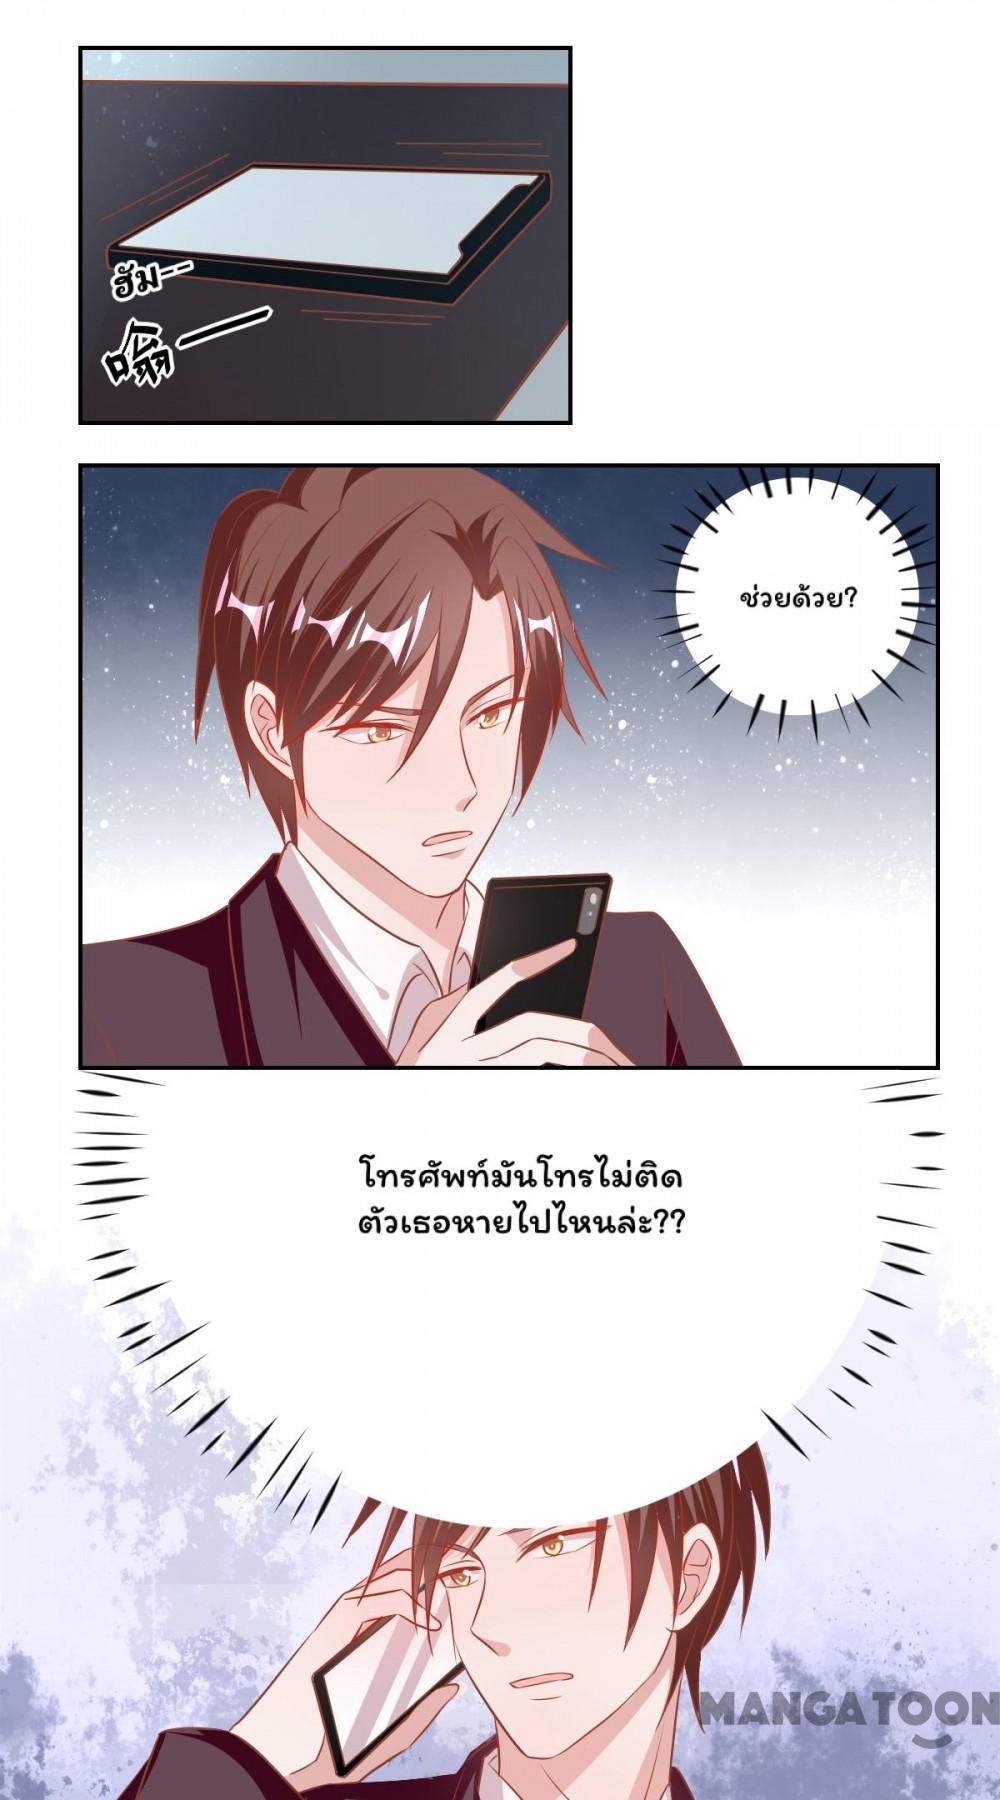 ฮัม--
嗡——
ช่วยด้วย?
โทรศัพท์มันโทรไม่ติด
ตัวเธอหายไปไหนล่ะ??
MANGATOON